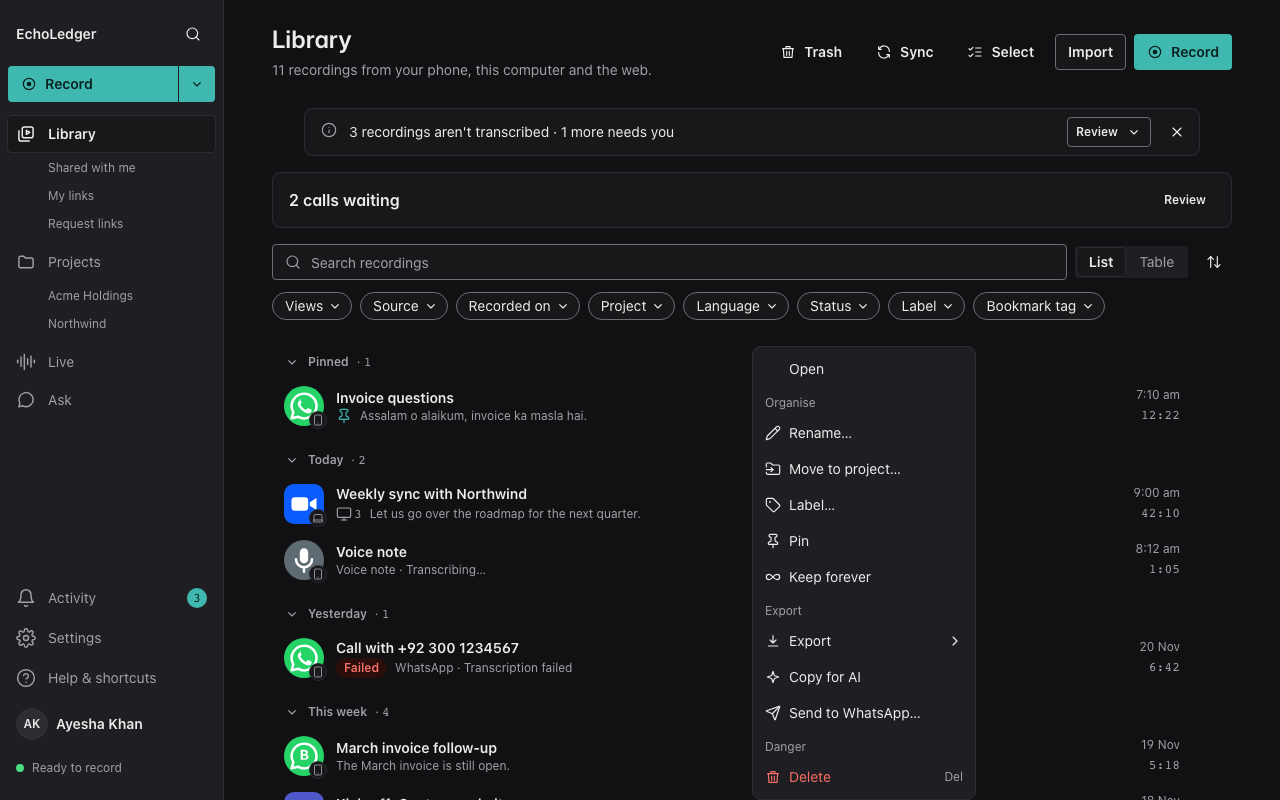 EchoLedger
Record
Library
Shared with me
My links
Request links
Projects
Acme Holdings
Northwind
Live
Ask
Activity 3
Settings
Help & shortcuts
AK Ayesha Khan
Ready to record
Library
11 recordings from your phone, this computer and the web.
Trash Sync Select Import Record
3 recordings aren't transcribed · 1 more needs you Review
2 calls waiting Review
Search recordings List Table
Views Source Recorded on Project Language Status Label Bookmark tag
Pinned · 1
Invoice questions 7:10 am
Assalam o alaikum, invoice ka masla hai. 12:22
Today · 2
Weekly sync with Northwind 9:00 am
3 Let us go over the roadmap for the next quarter. 42:10
Voice note 8:12 am
Voice note · Transcribing... 1:05
Yesterday · 1
Call with +92 300 1234567 20 Nov
Failed WhatsApp · Transcription failed 6:42
This week · 4
B March invoice follow-up 19 Nov
The March invoice is still open. 5:18
Open
Organise
Rename...
Move to project...
Label...
Pin
Keep forever
Export
Export
Copy for AI
Send to WhatsApp...
Danger
Delete Del